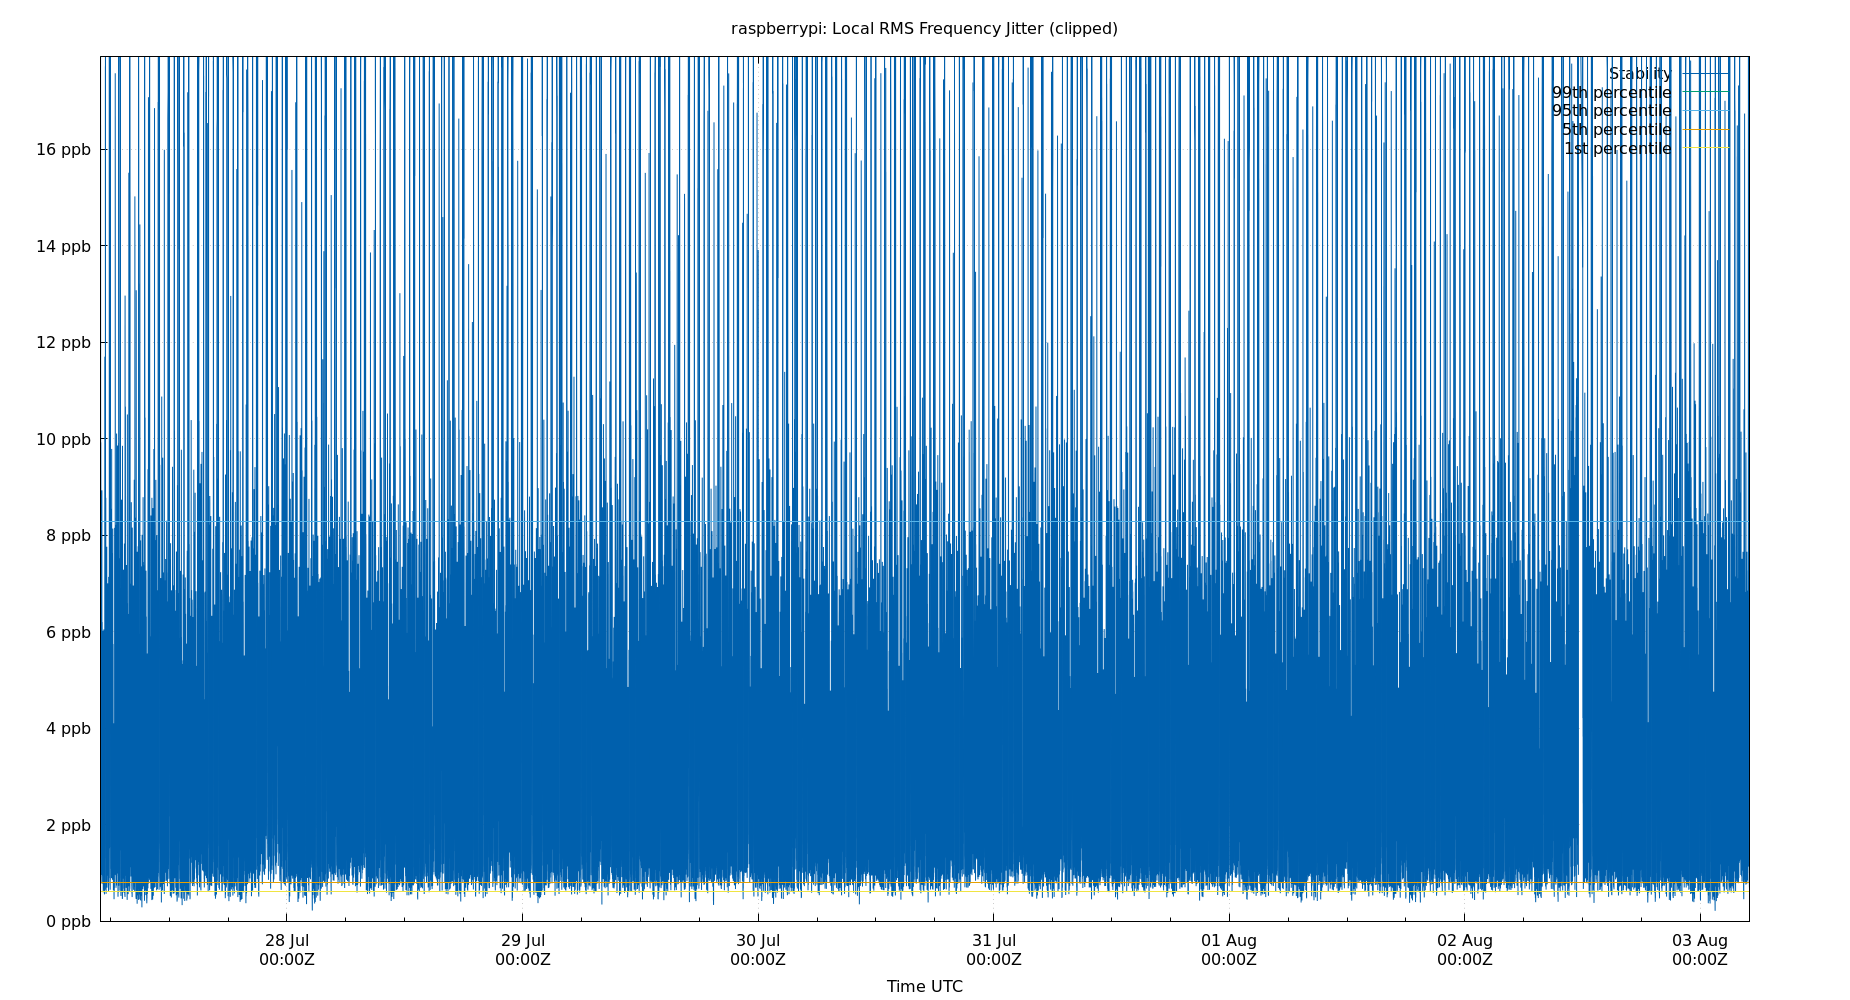 raspberrypi: Local RMS Frequency Jitter (clipped)
Stability
99th percentile
95th percentile
5th percentile
1st percentile
16 ppb
14 ppb
12 ppb
10 ppb
8 ppb
6 ppb
4 ppb
2 ppb
0 ppb
28 Jul 29 Jul 30 Jul 31 Jul 01 Aug 02 Aug 03 Aug
00:00Z 00:00Z 00:00Z 00:00Z 00:00Z 00:00Z 00:00Z
Time UTC